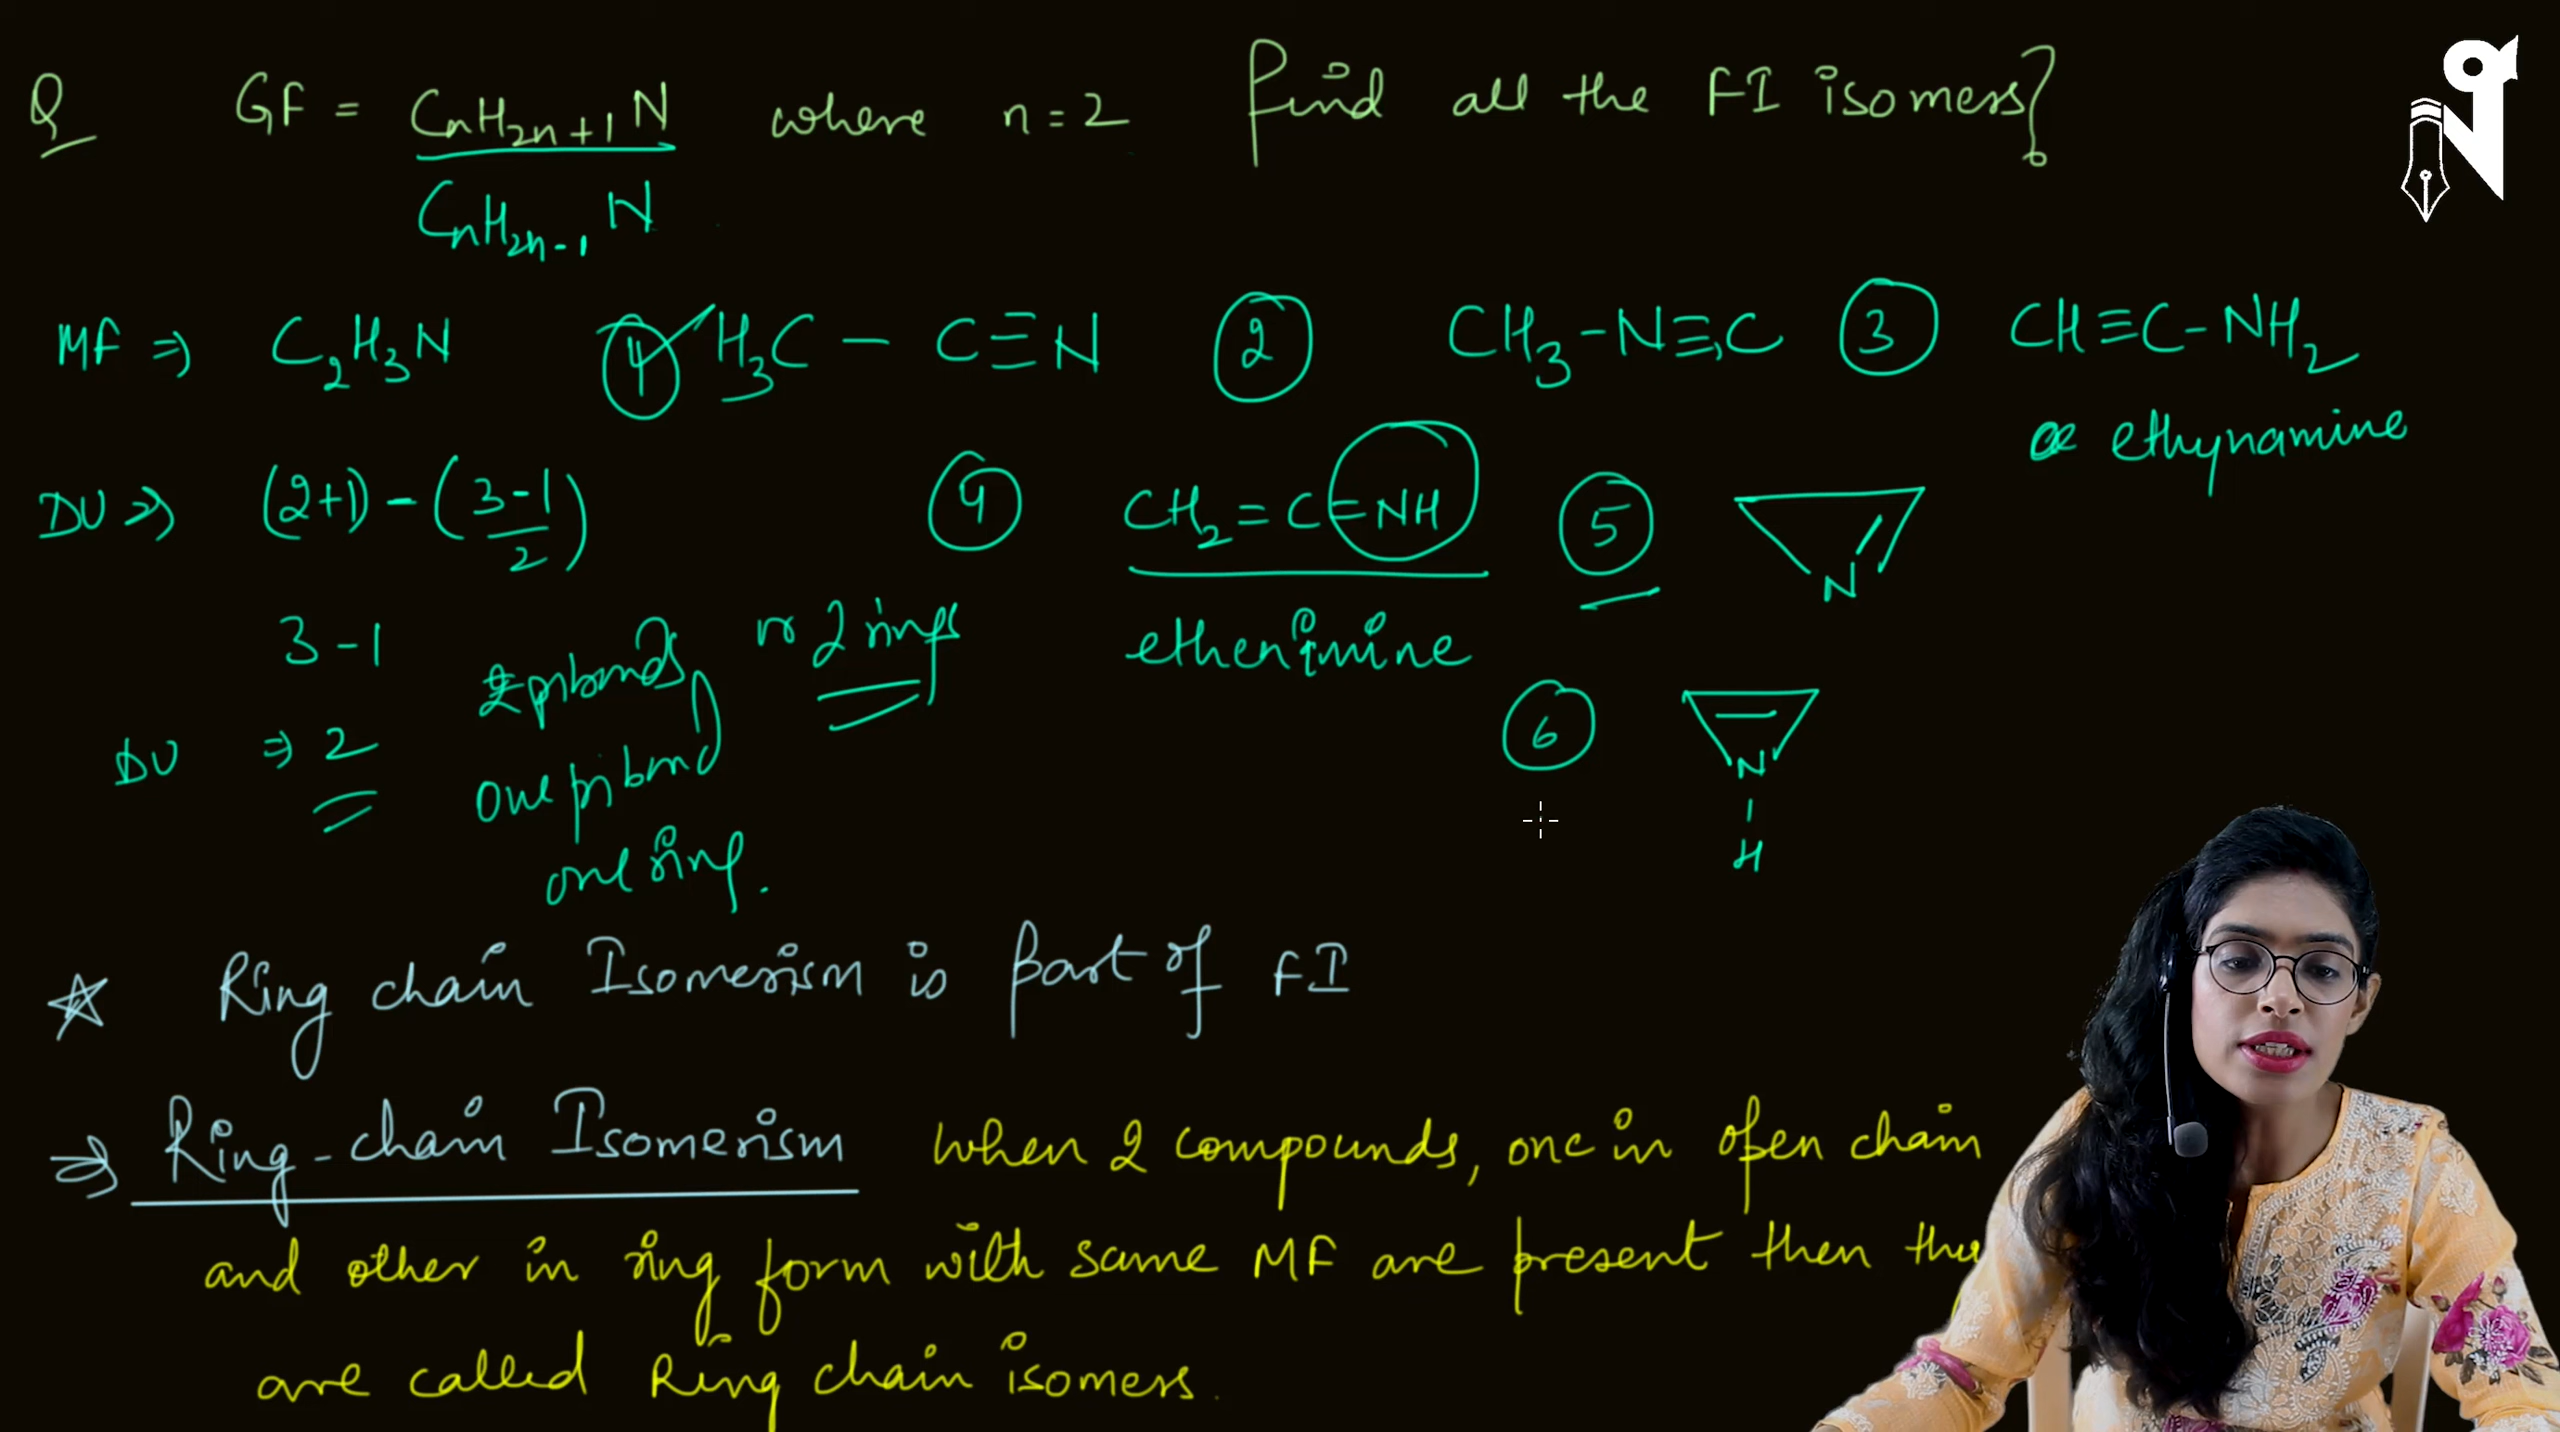 Q GF = CnH2n+1 N where n = 2 Find all the FI isomers?
CnH2n-1 N
MF ⇒ C2H3N 1 H3C - C≡N 2 CH3-N≡C 3 CH≡C-NH2
or ethynamine
DU ⇒ (2+1) - (3-1/2) 4 CH2=C=NH 5 N
3-1 2 pi bonds or 2 rings ethenimine
6 N
H
DU ⇒ 2 one pi bond
one ring.
☆ Ring chain Isomerism is part of FI
⇒ Ring-chain Isomerism When 2 compounds, one in open chain
and other in ring form with same MF are present then
are called Ring chain isomers.